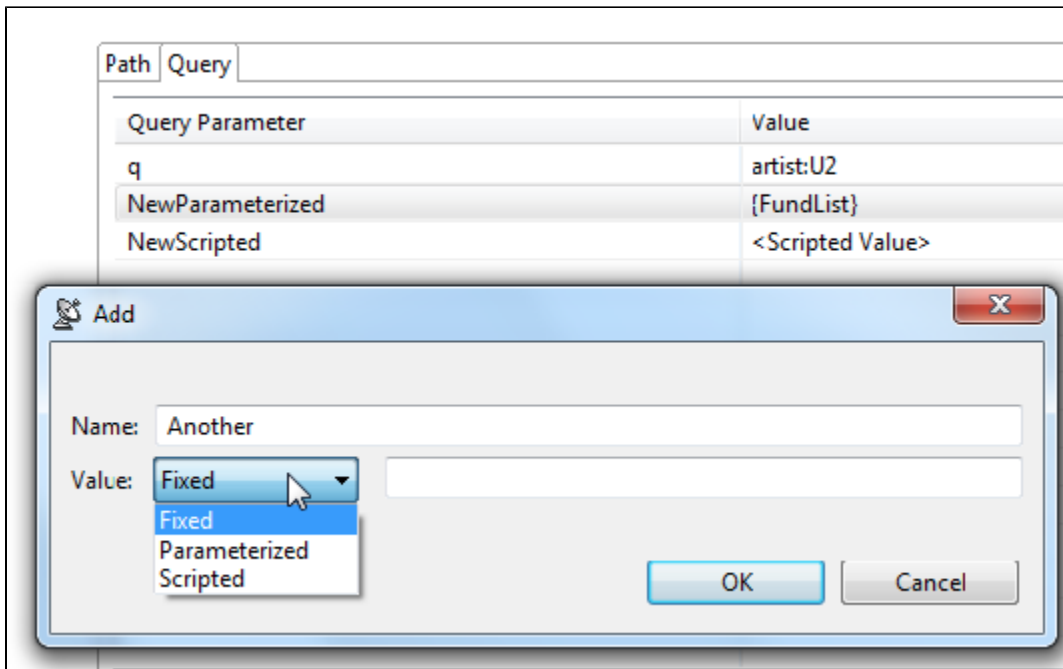 Path Query
Query Parameter Value
q artist:U2
NewParameterized {FundList}
NewScripted <Scripted Value>
Add
Name: Another
Value: Fixed
Fixed
Parameterized
Scripted
OK Cancel